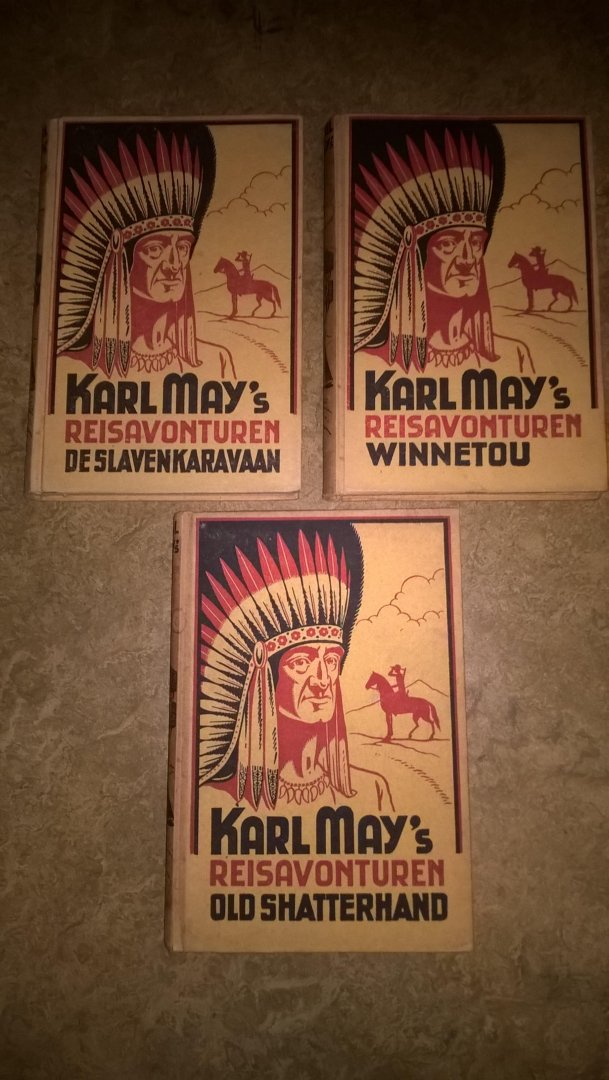 KARL MAY'S
REISAVONTUREN
DE SLAVENKARAVAAN
KARL MAY'S
REISAVONTUREN
WINNETOU
KARL MAY'S
REISAVONTUREN
OLD SHATTERHAND